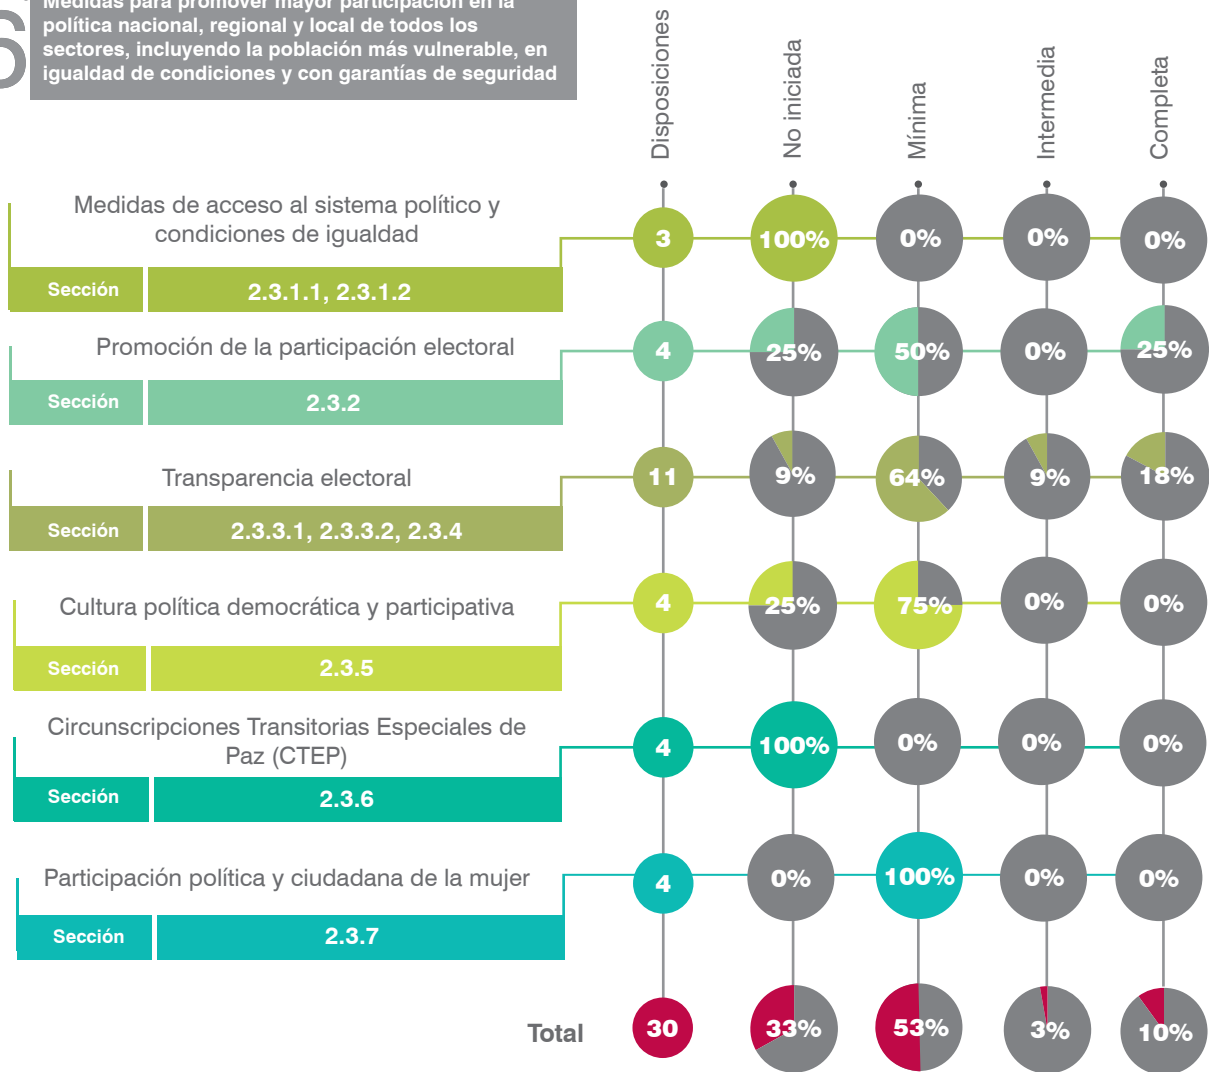 6
Medidas para promover mayor participación en la
política nacional, regional y local de todos los
sectores, incluyendo la población más vulnerable, en
igualdad de condiciones y con garantías de seguridad
Disposiciones
No iniciada
Mínima
Intermedia
Completa
Medidas de acceso al sistema político y
condiciones de igualdad
Sección 2.3.1.1, 2.3.1.2
3 100% 0% 0% 0%
Promoción de la participación electoral
Sección 2.3.2
4 25% 50% 0% 25%
Transparencia electoral
Sección 2.3.3.1, 2.3.3.2, 2.3.4
11 9% 64% 9% 18%
Cultura política democrática y participativa
Sección 2.3.5
4 25% 75% 0% 0%
Circunscripciones Transitorias Especiales de
Paz (CTEP)
Sección 2.3.6
4 100% 0% 0% 0%
Participación política y ciudadana de la mujer
Sección 2.3.7
4 0% 100% 0% 0%
Total 30 33% 53% 3% 10%